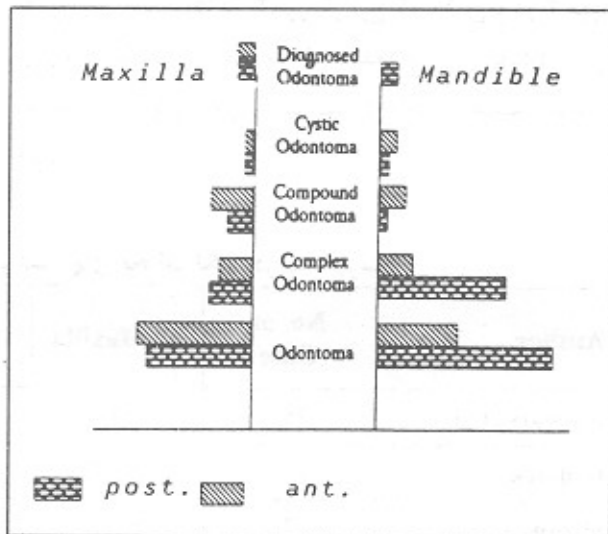 Diagnosed
Maxilla Odontoma Mandible
Cystic
Odontoma
Compound
Odontoma
Complex
Odontoma
Odontoma
post. ant.